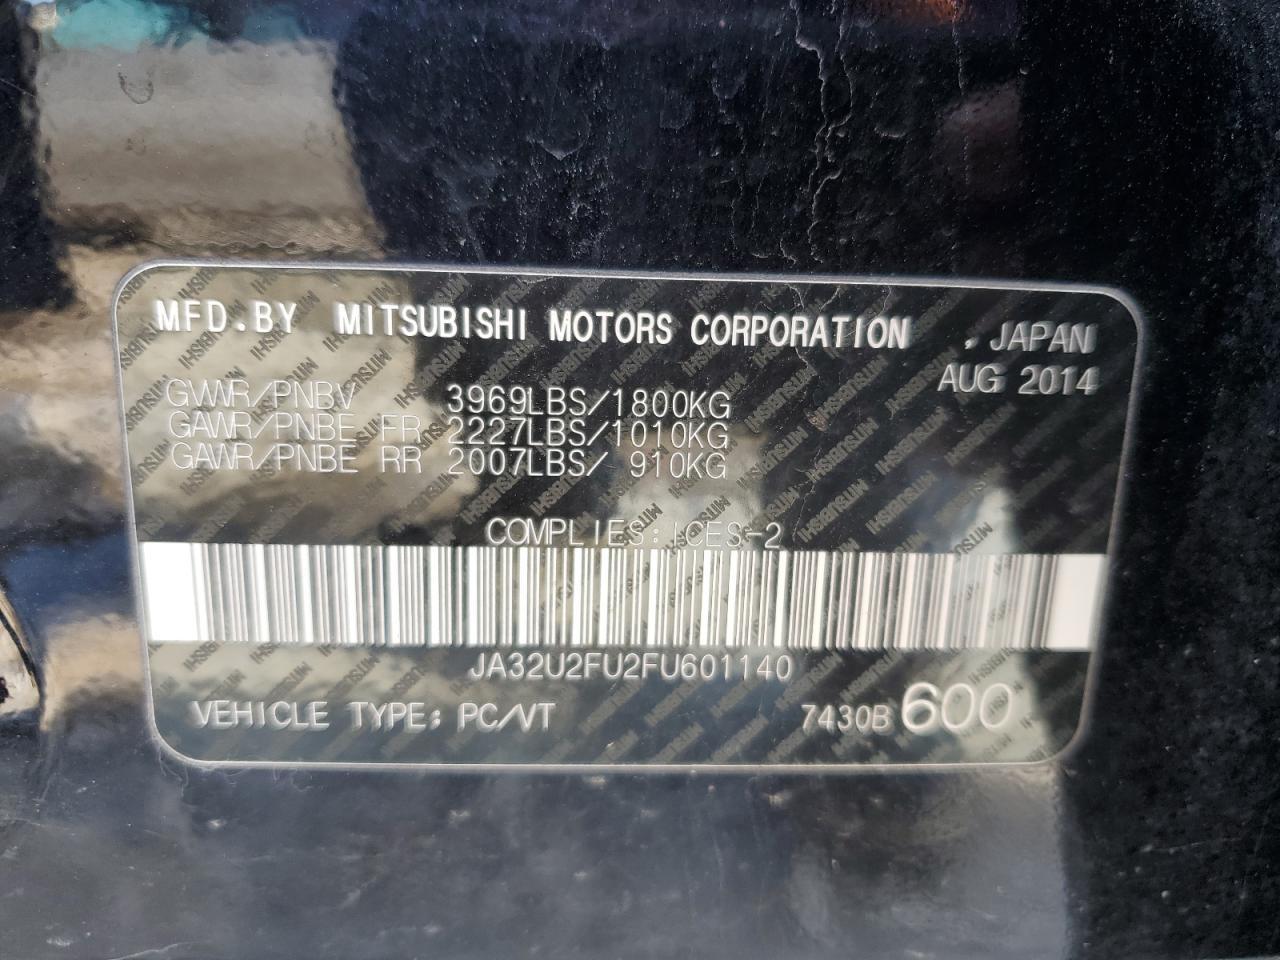 MFD.BY MITSUBISHI MOTORS CORPORATION , JAPAN
AUG 2014
GVWR/PNBV 3969LBS/1800KG
GAWR/PNBE FR 2227LBS/1010KG
GAWR/PNBE RR 2007LBS/ 910KG
COMPLIES: ICES-2
JA32U2FU2FU601140
VEHICLE TYPE: PC/VT
7430B 600